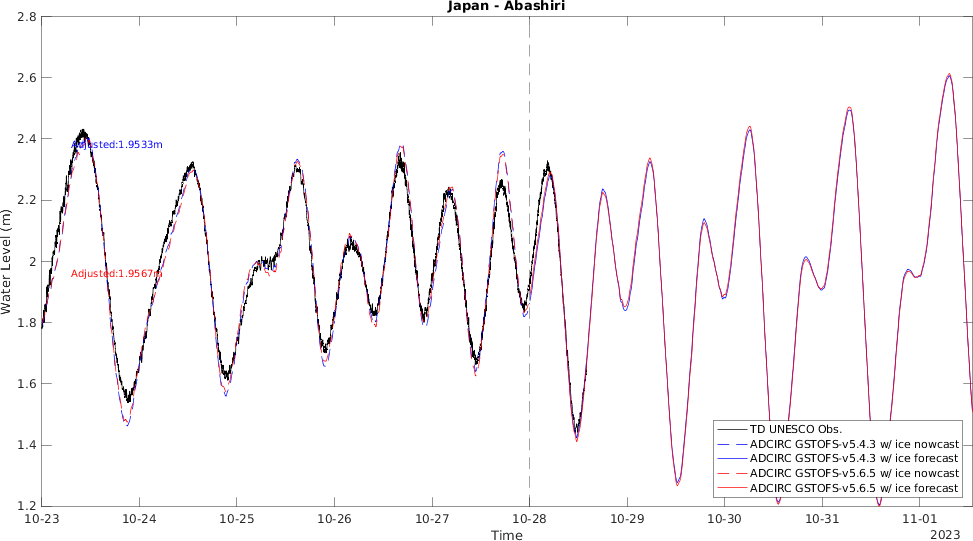 Japan - Abashiri
2.8
2.6
2.4
2.2
2
1.8
1.6
1.4
1.2
Water Level (m)
Adjusted:1.9533m
Adjusted:1.9567m
TD UNESCO Obs.
ADCIRC GSTOFS-v5.4.3 w/ ice nowcast
ADCIRC GSTOFS-v5.4.3 w/ ice forecast
ADCIRC GSTOFS-v5.6.5 w/ ice nowcast
ADCIRC GSTOFS-v5.6.5 w/ ice forecast
10-23 10-24 10-25 10-26 10-27 10-28 10-29 10-30 10-31 11-01
Time
2023